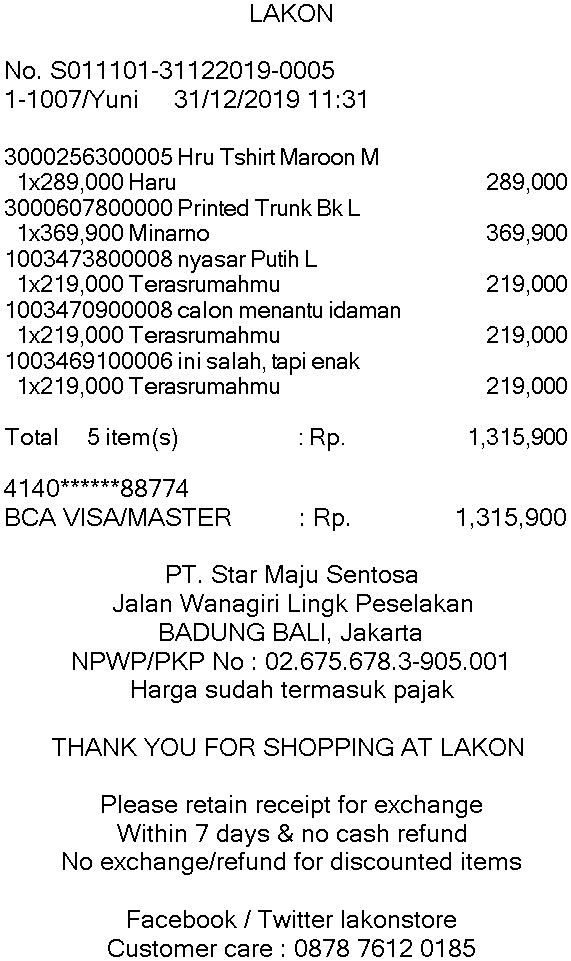 LAKON
No. S011101-31122019-0005
1-1007/Yuni 31/12/2019 11:31
3000256300005 Hru Tshirt Maroon M
1x289,000 Haru 289,000
3000607800000 Printed Trunk Bk L
1x369,900 Minarno 369,900
1003473800008 nyasar Putih L
1x219,000 Terasrumahmu 219,000
1003470900008 calon menantu idaman
1x219,000 Terasrumahmu 219,000
1003469100006 ini salah, tapi enak
1x219,000 Terasrumahmu 219,000
Total 5 item(s) : Rp. 1,315,900
4140******88774
BCA VISA/MASTER : Rp. 1,315,900
PT. Star Maju Sentosa
Jalan Wanagiri Lingk Peselakan
BADUNG BALI, Jakarta
NPWP/PKP No : 02.675.678.3-905.001
Harga sudah termasuk pajak
THANK YOU FOR SHOPPING AT LAKON
Please retain receipt for exchange
Within 7 days & no cash refund
No exchange/refund for discounted items
Facebook / Twitter lakonstore
Customer care : 0878 7612 0185